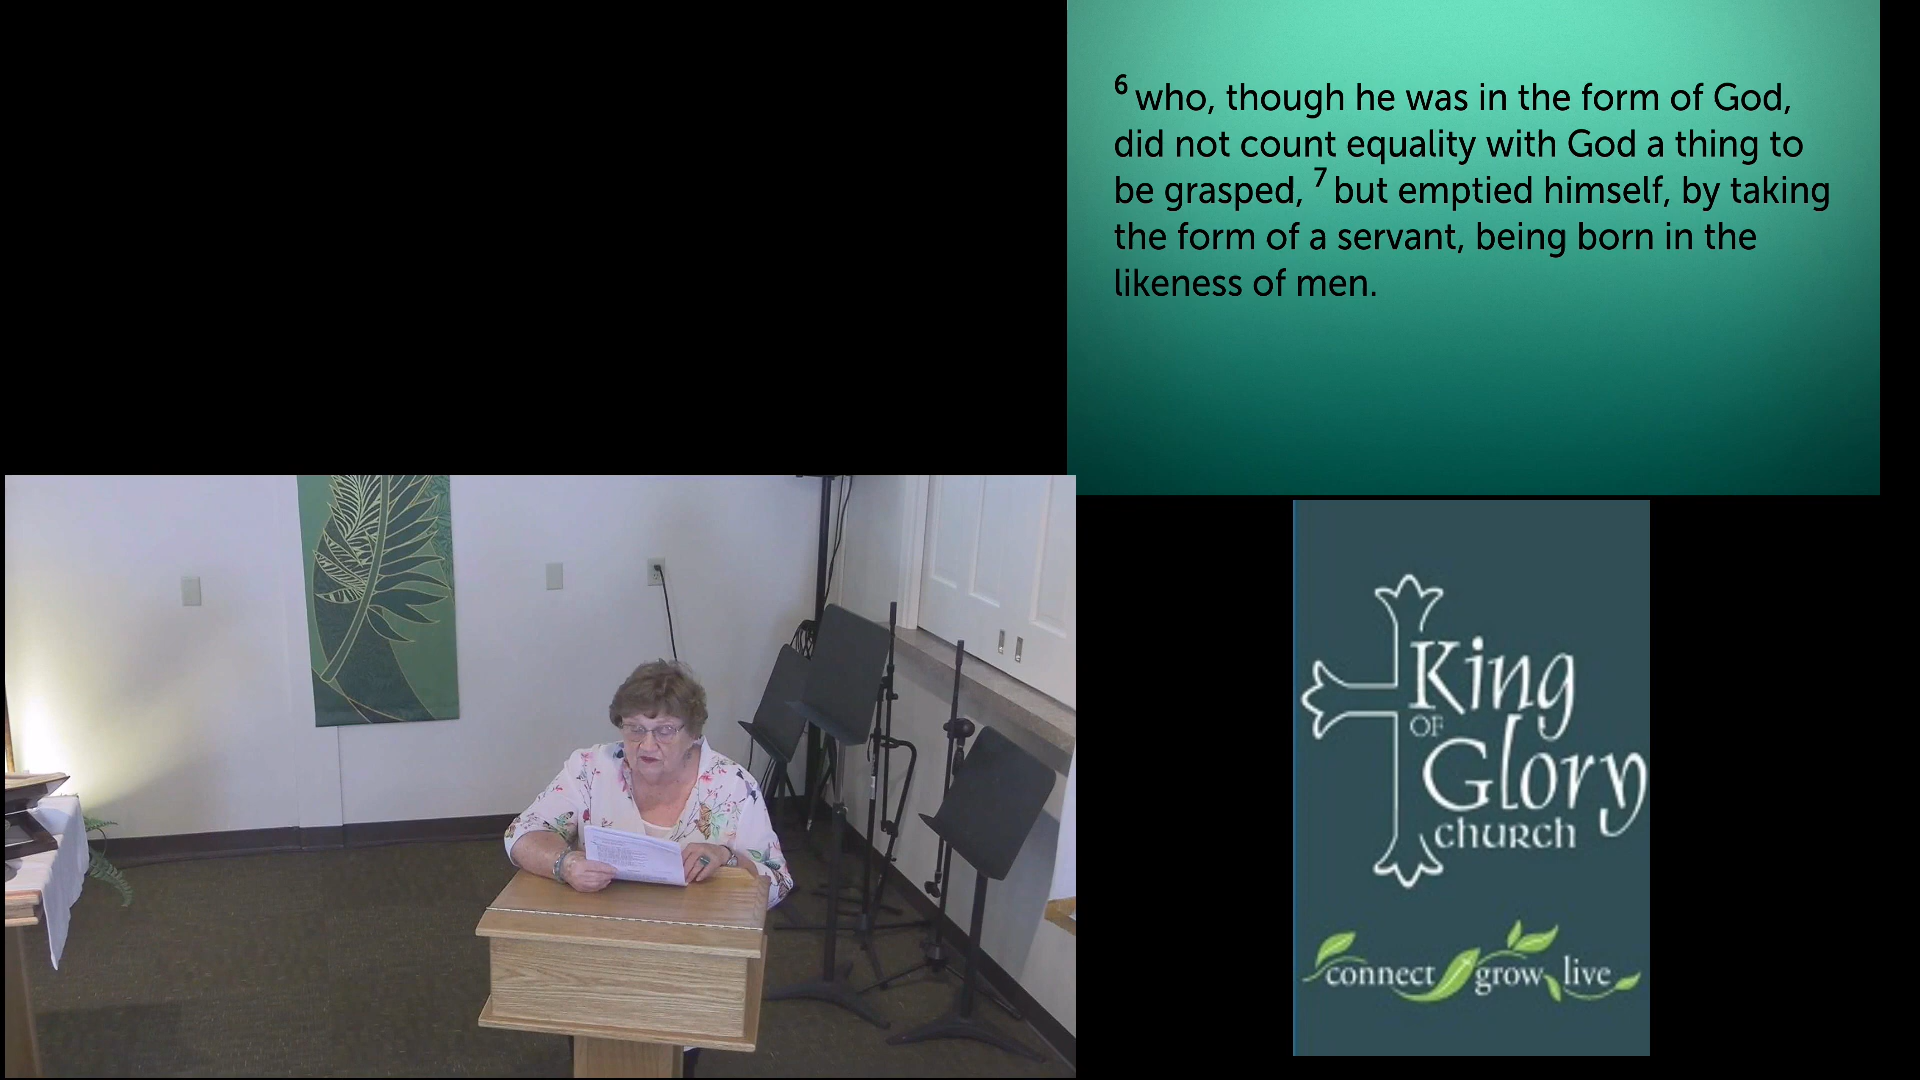 6 who, though he was in the form of God,
did not count equality with God a thing to
be grasped, 7 but emptied himself, by taking
the form of a servant, being born in the
likeness of men.
King
OF
Glory
church
connect grow live